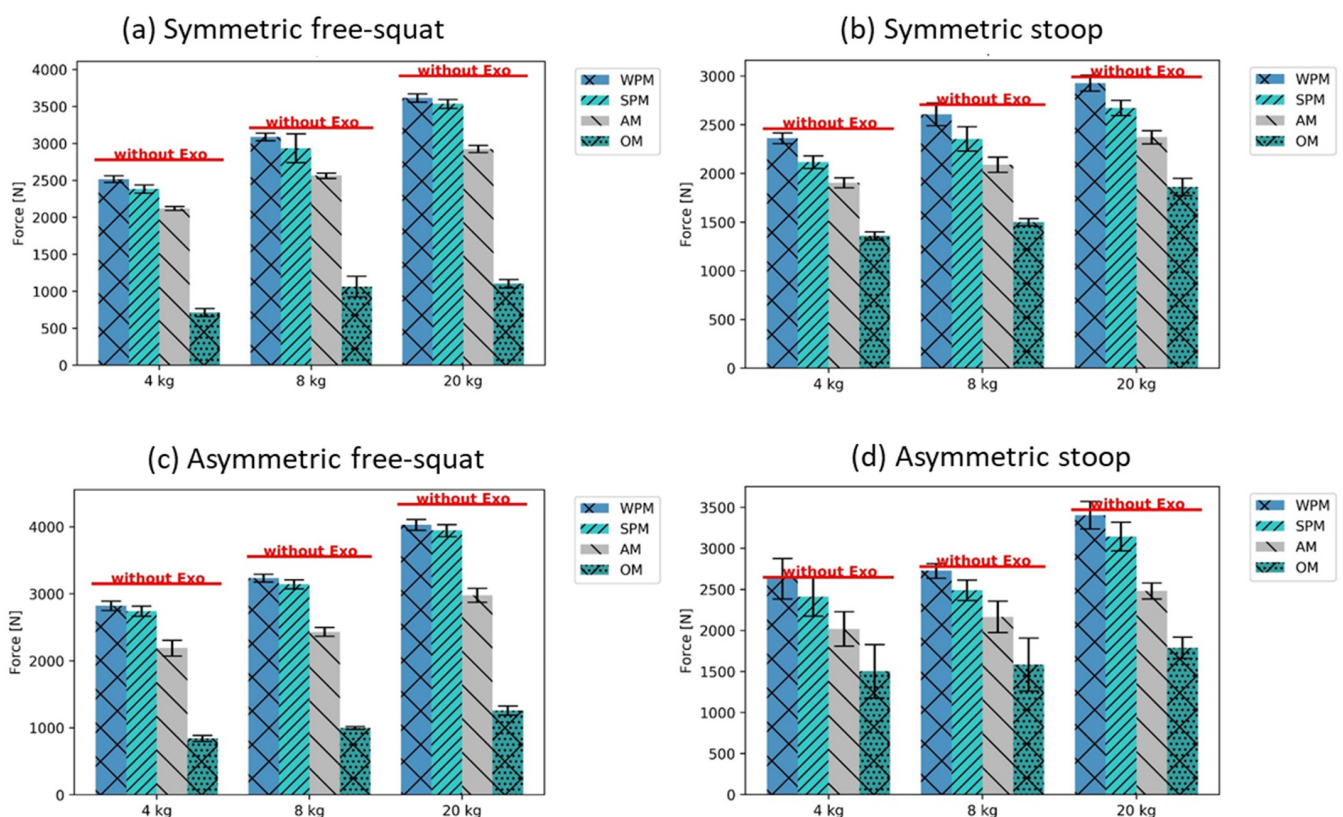 (a) Symmetric free-squat
Force [N]
4000
3500
3000
2500
2000
1500
1000
500
0
without Exo
without Exo
without Exo
4 kg
8 kg
20 kg
WPM
SPM
AM
OM
(b) Symmetric stoop
Force [N]
3000
2500
2000
1500
1000
500
0
without Exo
without Exo
without Exo
4 kg
8 kg
20 kg
WPM
SPM
AM
OM
(c) Asymmetric free-squat
Force [N]
4000
3000
2000
1000
0
without Exo
without Exo
without Exo
4 kg
8 kg
20 kg
WPM
SPM
AM
OM
(d) Asymmetric stoop
Force [N]
3500
3000
2500
2000
1500
1000
500
0
without Exo
without Exo
without Exo
4 kg
8 kg
20 kg
WPM
SPM
AM
OM